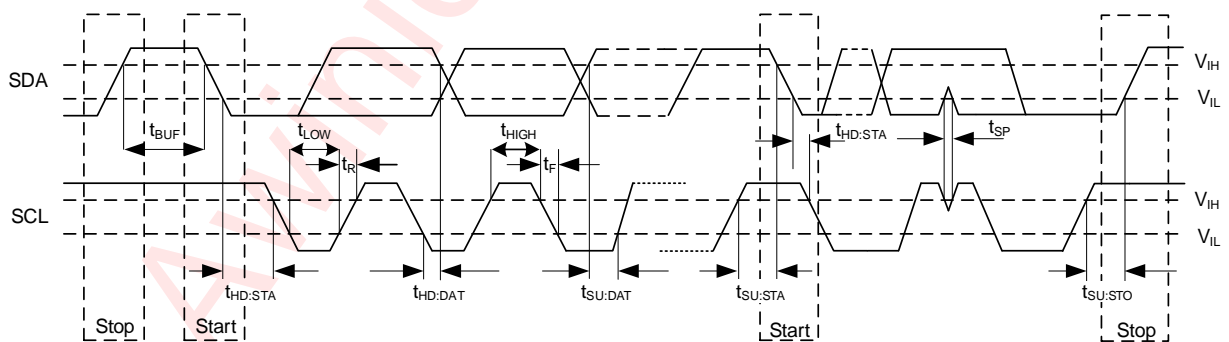 SDA
V_IH
V_IL
t_BUF
t_LOW
t_R
t_HIGH
t_F
t_HD:STA
t_SP
SCL
V_IH
V_IL
t_HD:STA
t_HD:DAT
t_SU:DAT
t_SU:STA
t_SU:STO
Stop
Start
Start
Stop
Awinic